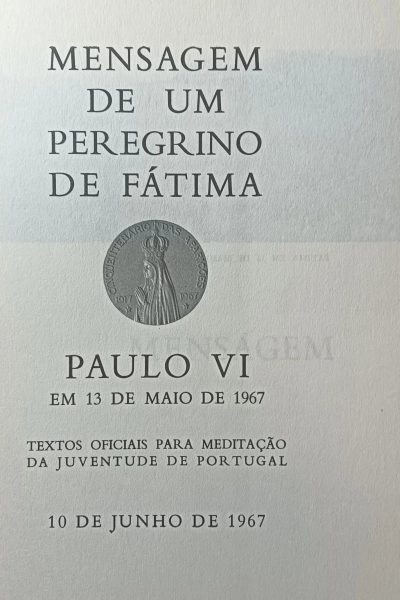 MENSAGEM
DE UM
PEREGRINO
DE FÁTIMA
CINQUENTENÁRIO DAS APARIÇÕES
1917 1967
PAULO VI
EM 13 DE MAIO DE 1967
TEXTOS OFICIAIS PARA MEDITAÇÃO
DA JUVENTUDE DE PORTUGAL
10 DE JUNHO DE 1967
MENSAGEM